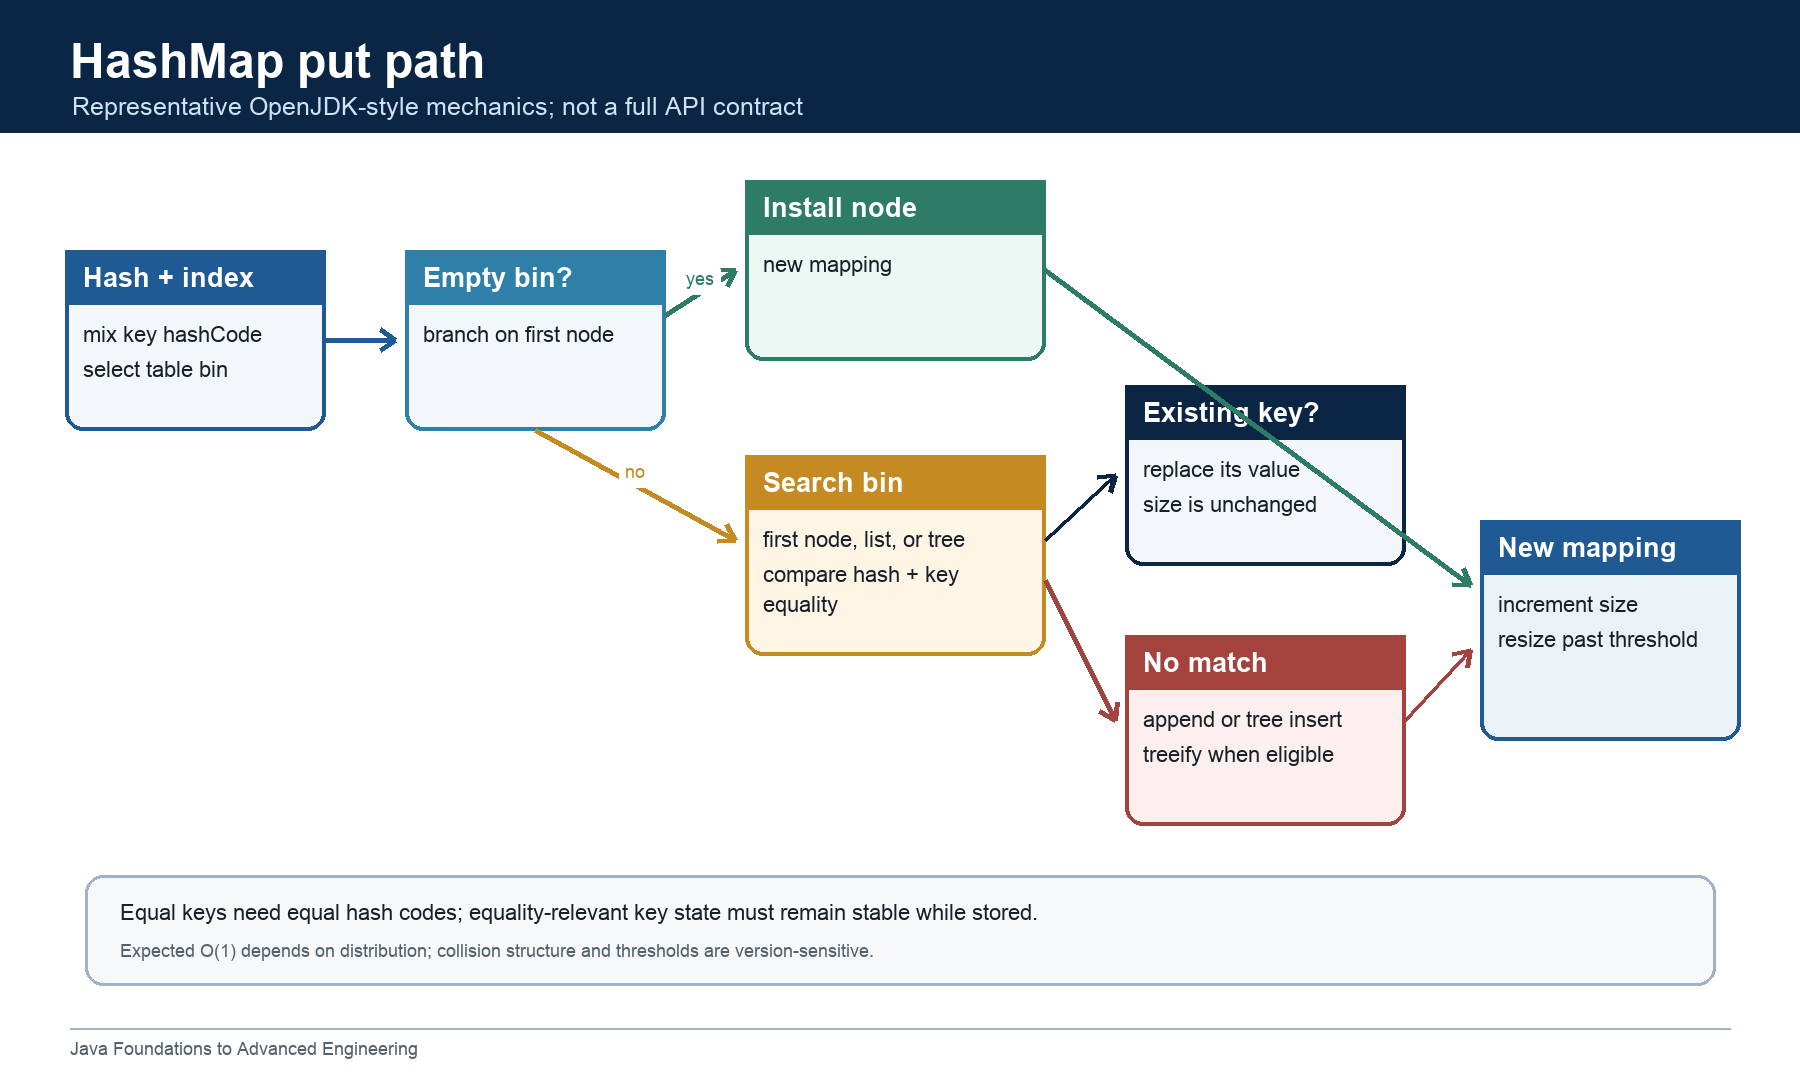 HashMap put path
Representative OpenJDK-style mechanics; not a full API contract
Hash + index
mix key hashCode
select table bin
Empty bin?
branch on first node
yes
no
Install node
new mapping
Search bin
first node, list, or tree
compare hash + key
equality
Existing key?
replace its value
size is unchanged
No match
append or tree insert
treeify when eligible
New mapping
increment size
resize past threshold
Equal keys need equal hash codes; equality-relevant key state must remain stable while stored.
Expected O(1) depends on distribution; collision structure and thresholds are version-sensitive.
Java Foundations to Advanced Engineering